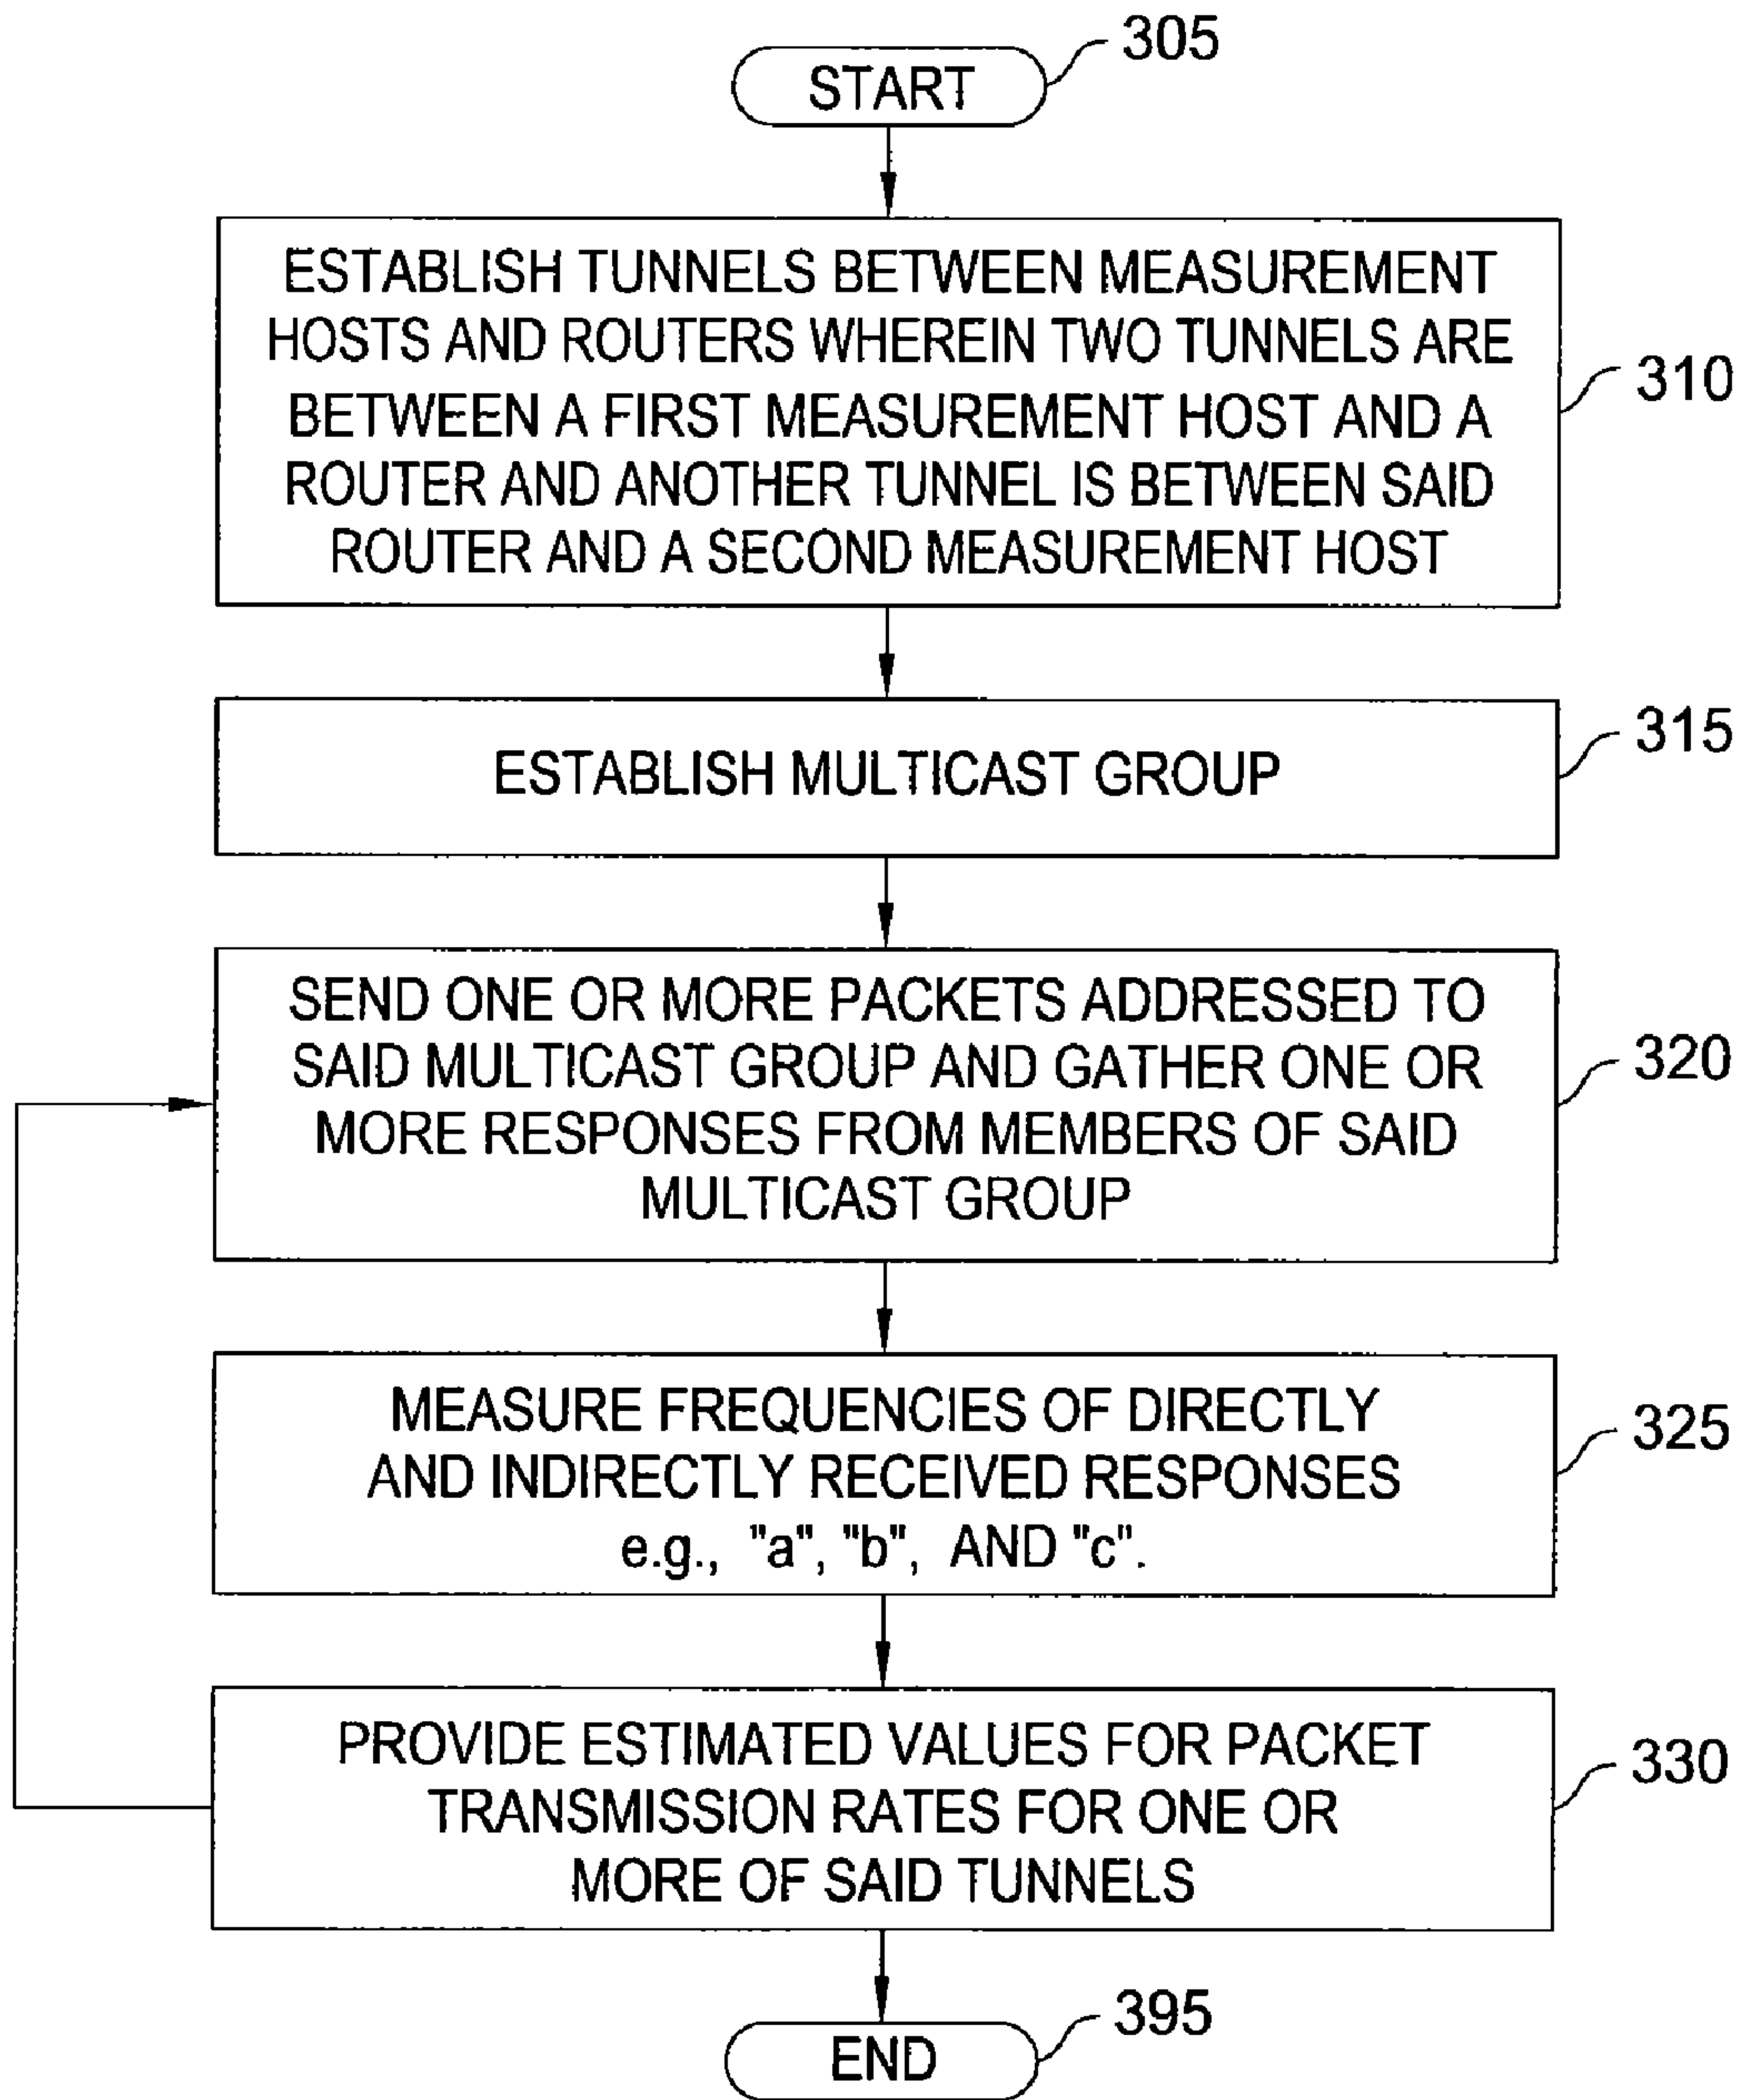 START
305
ESTABLISH TUNNELS BETWEEN MEASUREMENT
HOSTS AND ROUTERS WHEREIN TWO TUNNELS ARE
BETWEEN A FIRST MEASUREMENT HOST AND A
ROUTER AND ANOTHER TUNNEL IS BETWEEN SAID
ROUTER AND A SECOND MEASUREMENT HOST
310
ESTABLISH MULTICAST GROUP
315
SEND ONE OR MORE PACKETS ADDRESSED TO
SAID MULTICAST GROUP AND GATHER ONE OR
MORE RESPONSES FROM MEMBERS OF SAID
MULTICAST GROUP
320
MEASURE FREQUENCIES OF DIRECTLY
AND INDIRECTLY RECEIVED RESPONSES
e.g., "a", "b", AND "c".
325
PROVIDE ESTIMATED VALUES FOR PACKET
TRANSMISSION RATES FOR ONE OR
MORE OF SAID TUNNELS
330
END
395